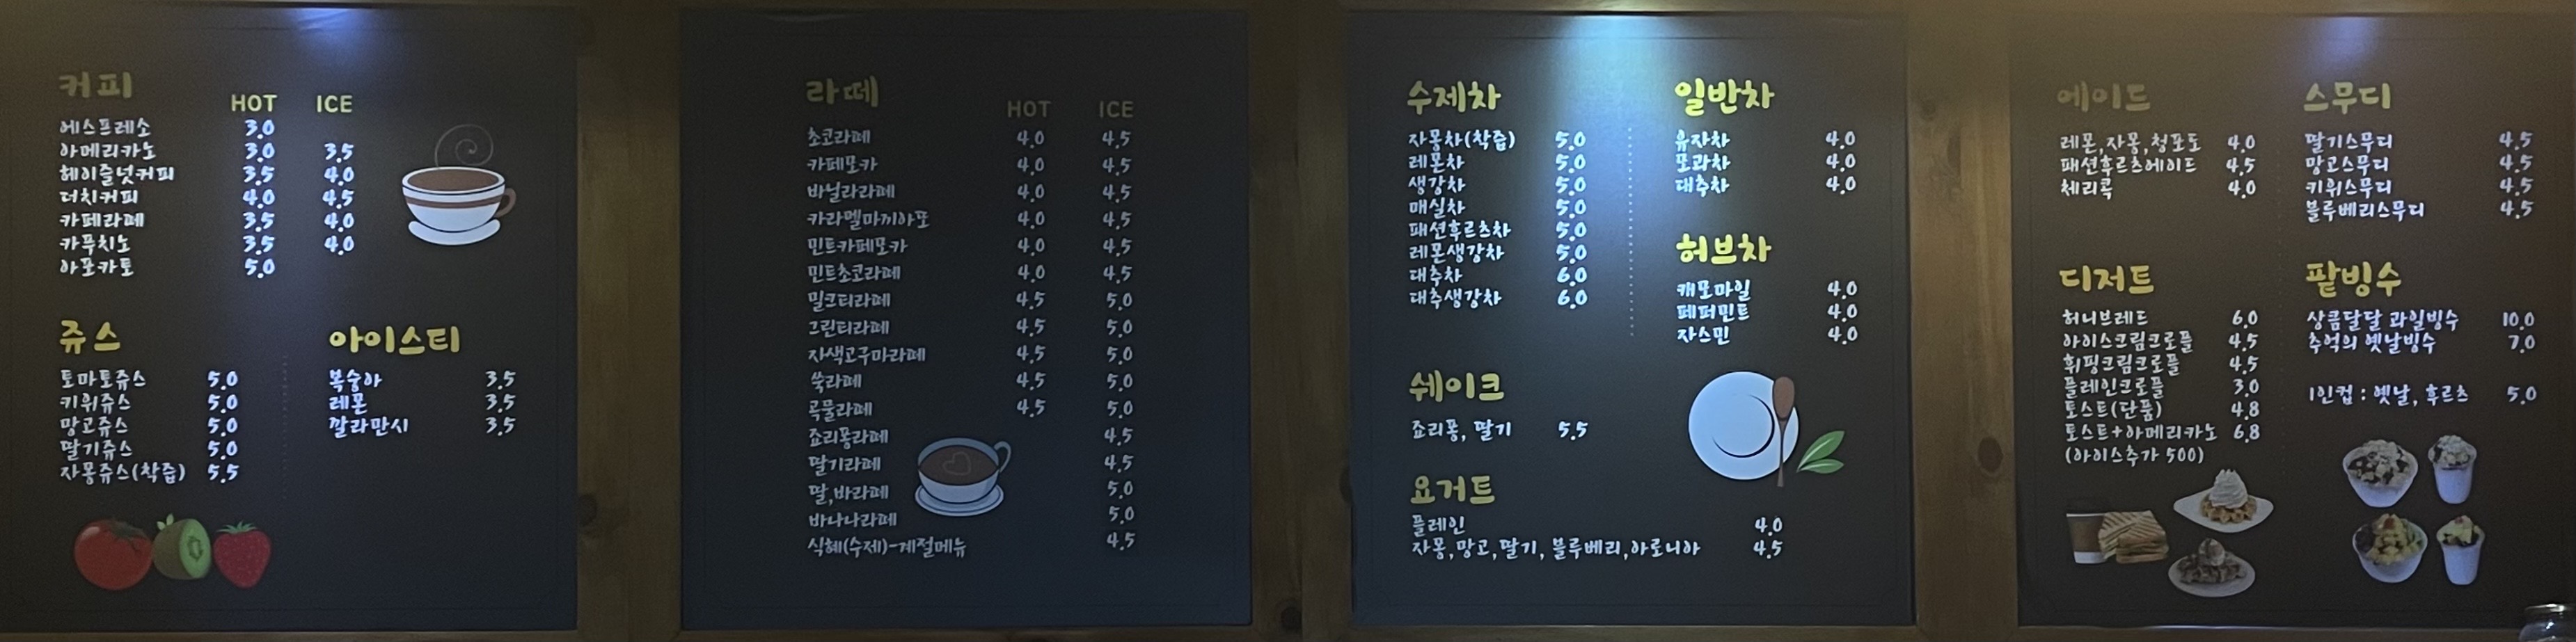 커피
HOT ICE
에스프레소 3.0
아메리카노 3.0 3.5
헤이즐넛커피 3.5 4.0
더치커피 4.0 4.5
카페라떼 3.5 4.0
카푸치노 3.5 4.0
아포카토 5.0
쥬스
토마토쥬스 5.0
키위쥬스 5.0
망고쥬스 5.0
딸기쥬스 5.0
자몽쥬스(착즙) 5.5
아이스티
복숭아 3.5
레몬 3.5
깔라만시 3.5
라떼
HOT ICE
초코라떼 4.0 4.5
카페모카 4.0 4.5
바닐라라떼 4.0 4.5
카라멜마끼아또 4.0 4.5
민트카페모카 4.0 4.5
민트초코라떼 4.0 4.5
밀크티라떼 4.5 5.0
그린티라떼 4.5 5.0
자색고구마라떼 4.5 5.0
쑥라떼 4.5 5.0
곡물라떼 4.5 5.0
죠리퐁라떼 4.5
딸기라떼 4.5
딸,바라떼 5.0
바나나라떼 5.0
식혜(수제)-계절메뉴 4.5
수제차
자몽차(착즙) 5.0
레몬차 5.0
생강차 5.0
매실차 5.0
패션후르츠차 5.0
레몬생강차 5.0
대추차 6.0
대추생강차 6.0
일반차
유자차 4.0
모과차 4.0
대추차 4.0
허브차
캐모마일 4.0
페퍼민트 4.0
자스민 4.0
쉐이크
죠리퐁, 딸기 5.5
요거트
플레인 4.0
자몽,망고,딸기, 블루베리,아로니아 4.5
에이드
레몬,자몽,청포도 4.0
패션후르츠에이드 4.5
체리콕 4.0
스무디
딸기스무디 4.5
망고스무디 4.5
키위스무디 4.5
블루베리스무디 4.5
디저트
허니브레드 6.0
아이스크림크로플 4.5
휘핑크림크로플 4.5
플레인크로플 3.0
토스트(단품) 4.8
토스트+아메리카노 6.8
(아이스추가 500)
팥빙수
상큼달달 과일빙수 10.0
추억의 옛날빙수 7.0
1인컵 : 옛날, 후르츠 5.0